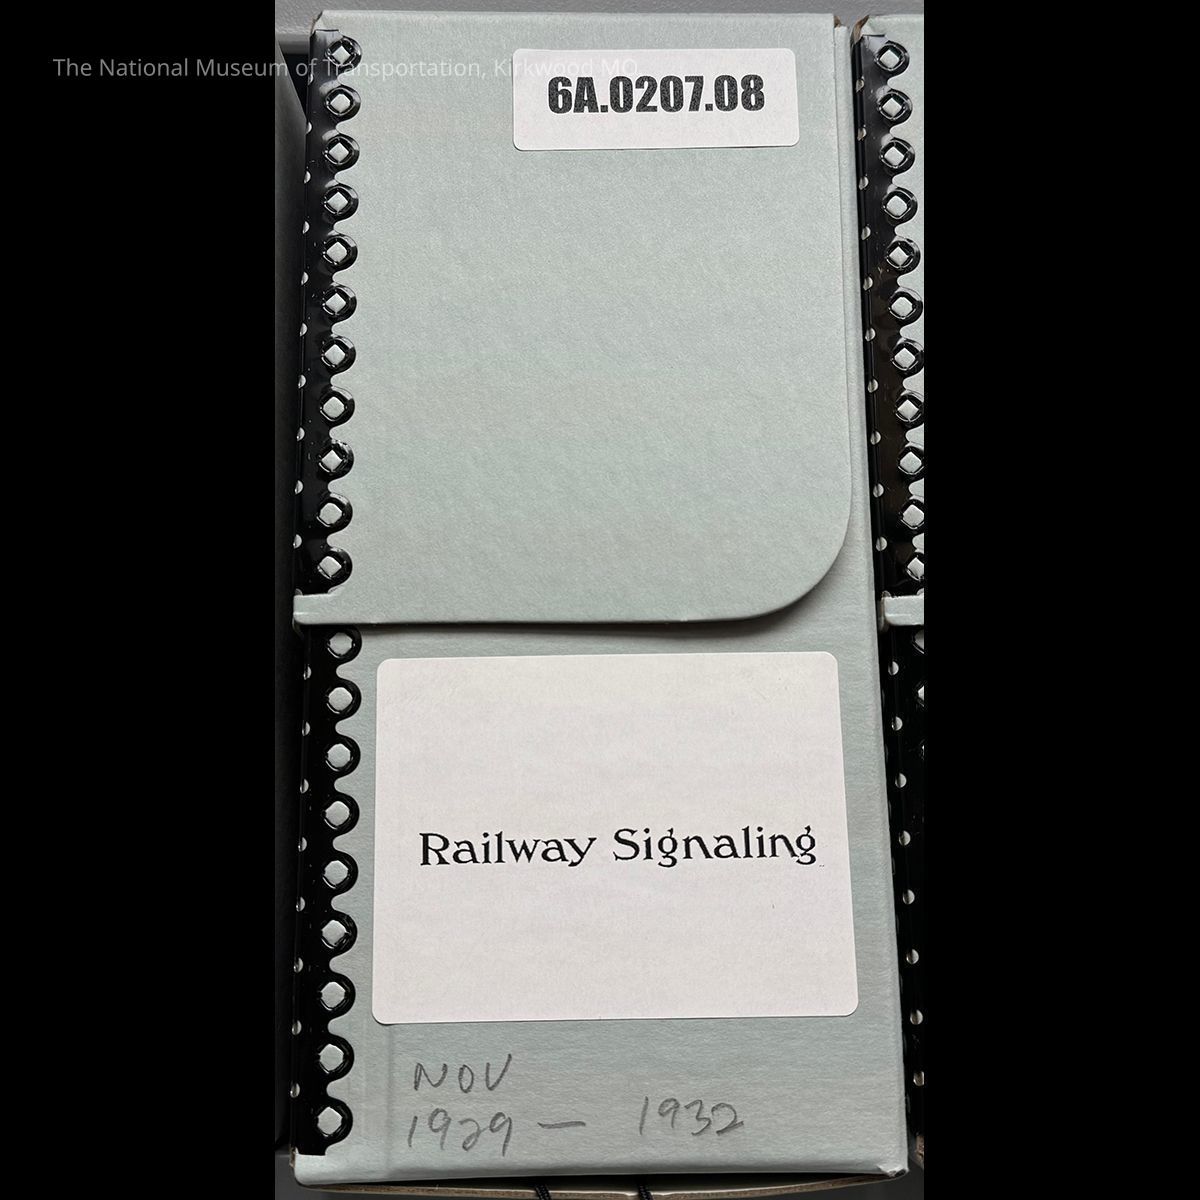 The National Museum of Transportation, Kirkwood MO
6A.0207.08
Railway Signaling
NOV
1929 — 1932